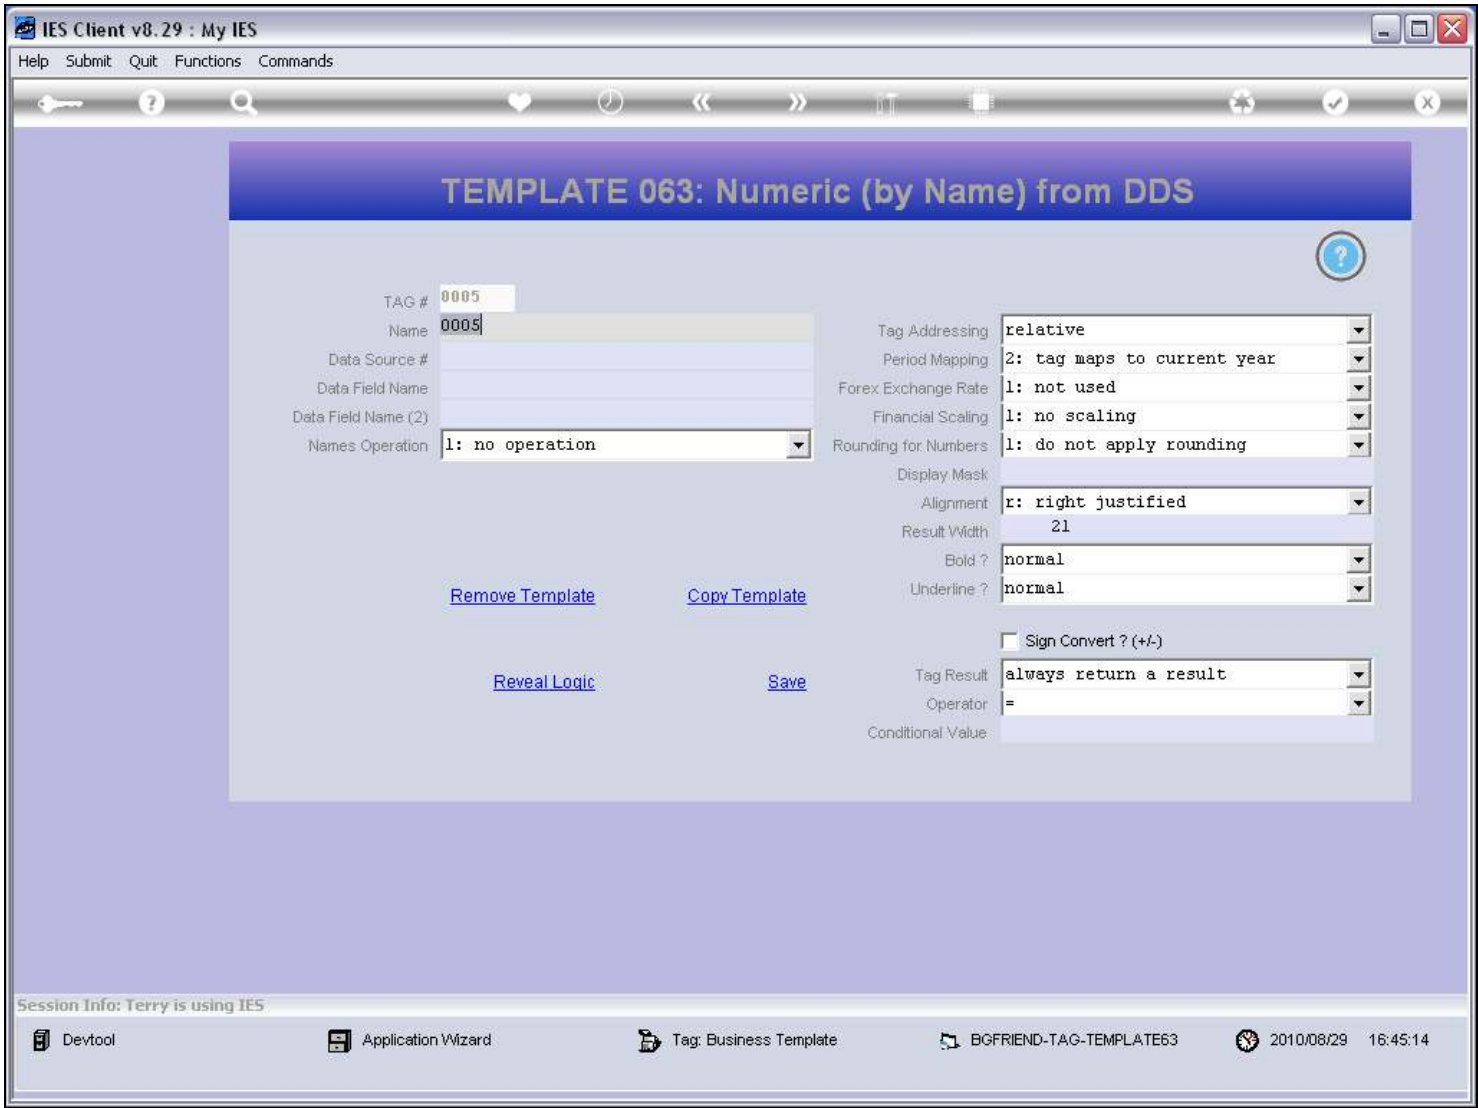 IES Client v8.29 : My IES
Help Submit Quit Functions Commands
TEMPLATE 063: Numeric (by Name) from DDS
TAG # 0005
Name 0005
Data Source #
Data Field Name
Data Field Name (2)
Names Operation 1: no operation
Remove Template Copy Template
Reveal Logic Save
Tag Addressing relative
Period Mapping 2: tag maps to current year
Forex Exchange Rate 1: not used
Financial Scaling 1: no scaling
Rounding for Numbers 1: do not apply rounding
Display Mask
Alignment r: right justified
Result Width 21
Bold ? normal
Underline ? normal
Sign Convert ? (+/-)
Tag Result always return a result
Operator =
Conditional Value
Session Info: Terry is using IES
Devtool Application Wizard Tag: Business Template BGFRIEND-TAG-TEMPLATE63 2010/08/29 16:45:14